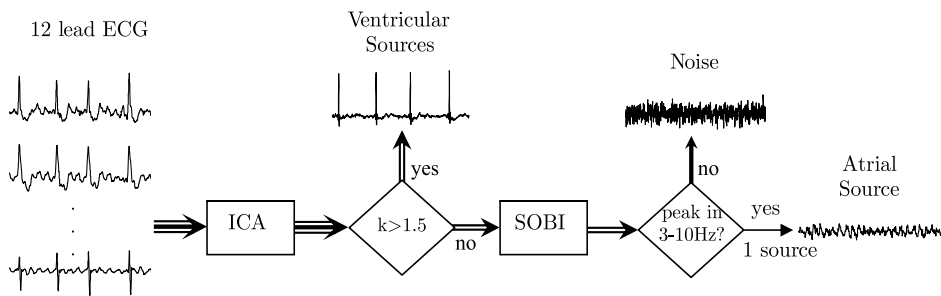 12 lead ECG
Ventricular
Sources
Noise
Atrial
Source
yes
no
yes
ICA
k>1.5
no
SOBI
peak in
3-10Hz?
1 source